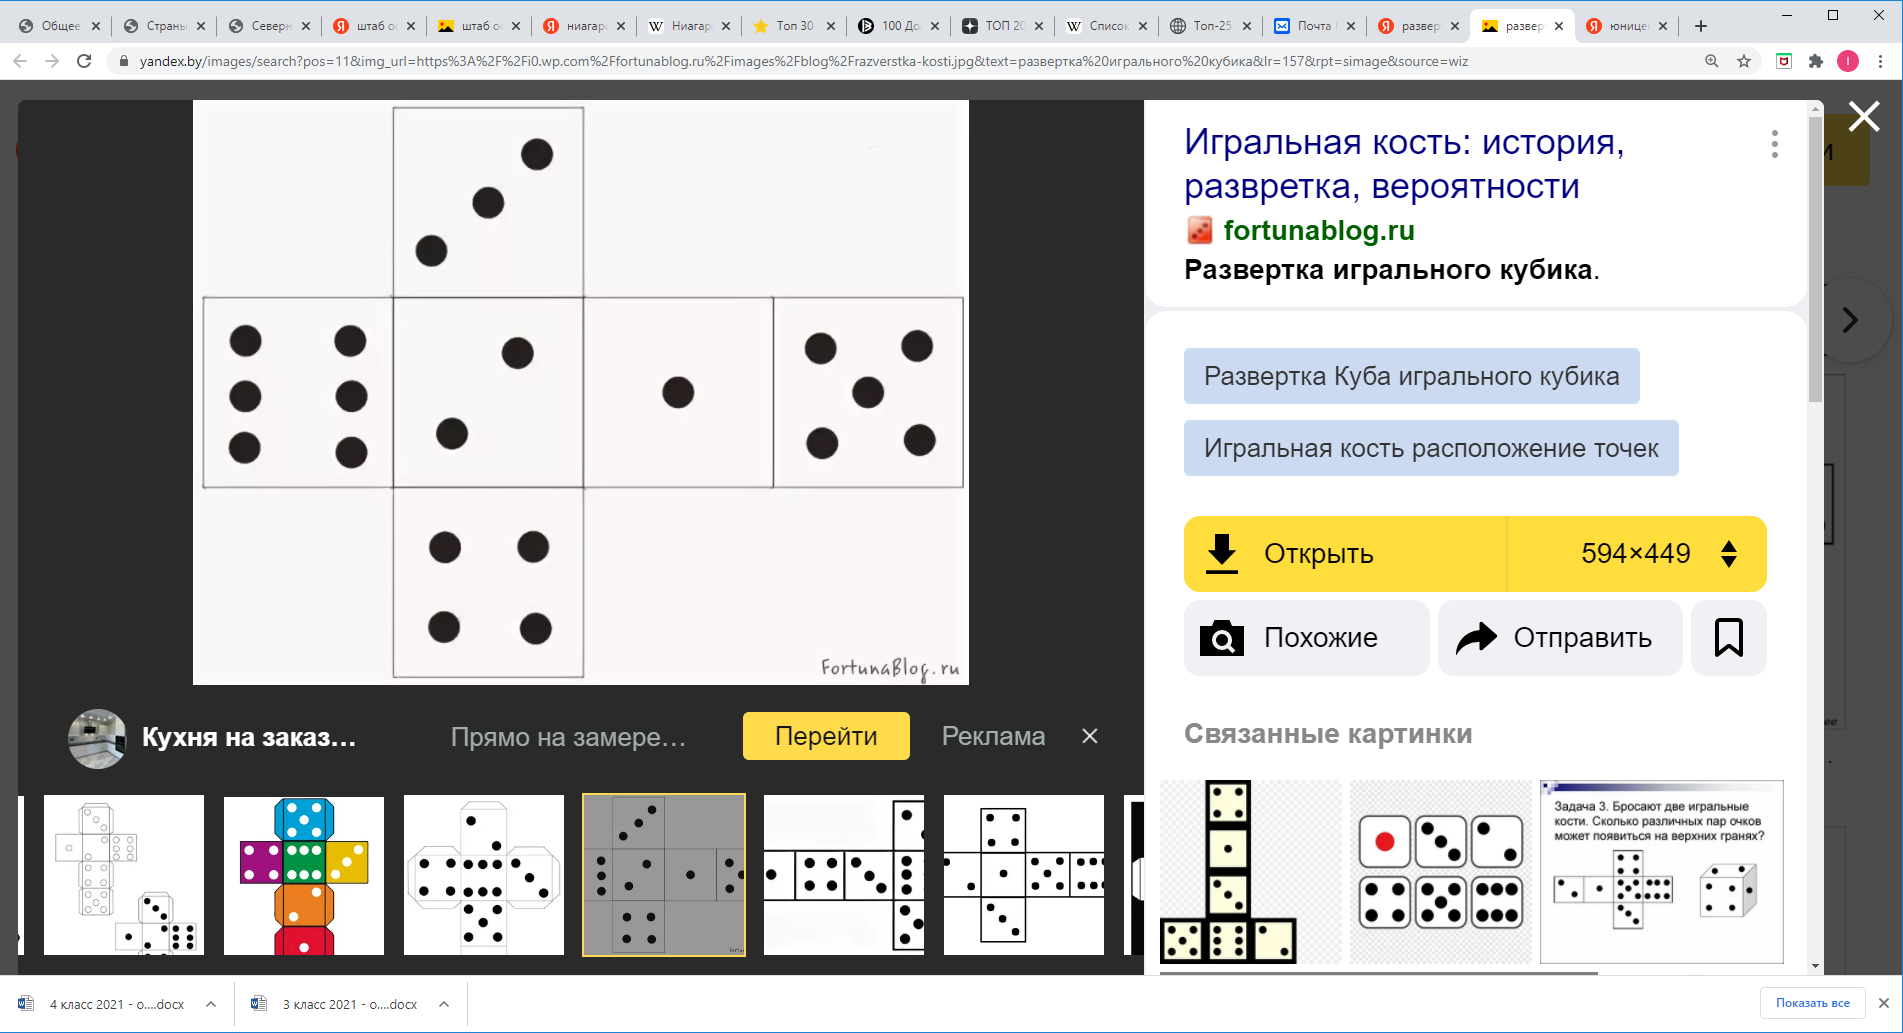 Общее
Страны
Северн
штаб о
штаб ос
ниагар
Ниагар
Топ 30
100 До
ТОП 20
Список
Топ-25
Почта
развер
развер
юнице
yandex.by/images/search?pos=11&img_url=https%3A%2F%2Fi0.wp.com%2Ffortunablog.ru%2Fimages%2Fblog%2Frazverstka-kosti.jpg&text=развертка%20игрального%20кубика&lr=157&rpt=simage&source=wiz
I
FortunaBlog.ru
Игральная кость: история,
развретка, вероятности
fortunablog.ru
Развертка игрального кубика.
Развертка Куба игрального кубика
Игральная кость расположение точек
Открыть
594×449
Похожие
Отправить
Связанные картинки
Задача 3. Бросают две игральные
кости. Сколько различных пар очков
может появиться на верхних гранях?
Кухня на заказ...
Прямо на замере...
Перейти
Реклама
4 класс 2021 - о....docx
3 класс 2021 - о....docx
Показать все